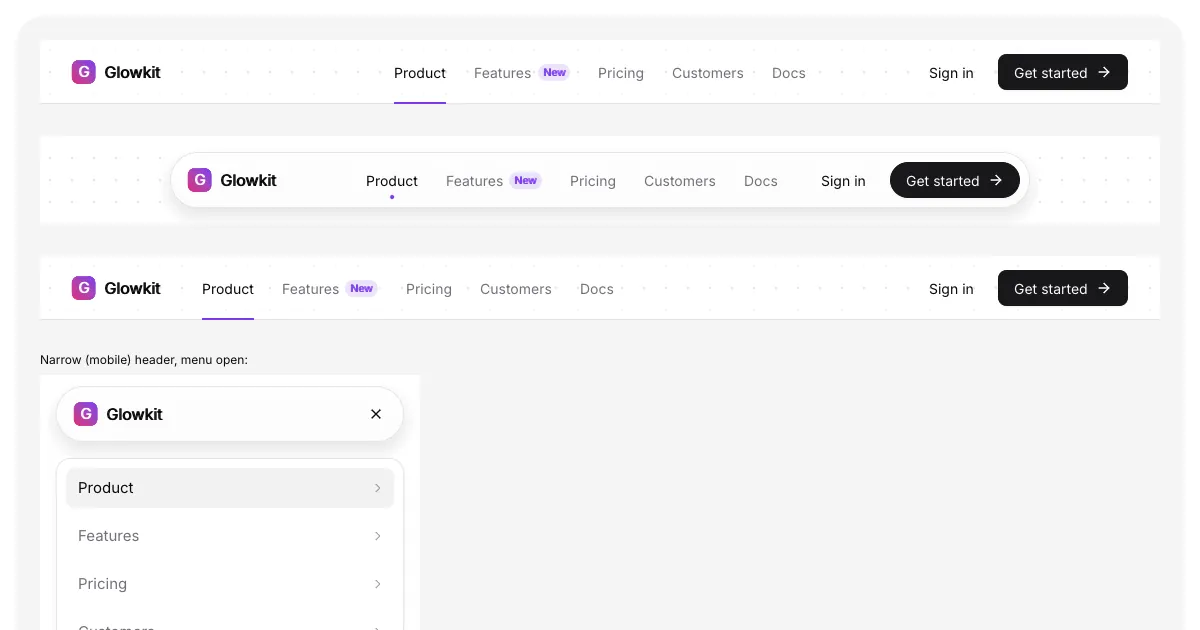 G Glowkit Product Features New Pricing Customers Docs Sign in Get started →
G Glowkit Product Features New Pricing Customers Docs Sign in Get started →
G Glowkit Product Features New Pricing Customers Docs Sign in Get started →
Narrow (mobile) header, menu open:
G Glowkit ✕
Product
Features
Pricing
Customers